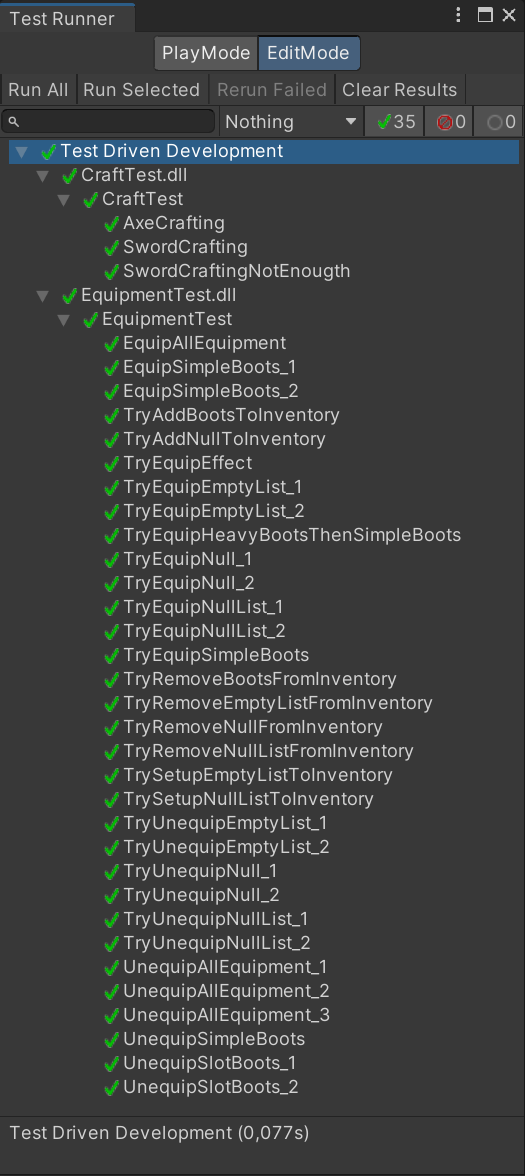 Test Runner
PlayMode EditMode
Run All Run Selected Rerun Failed Clear Results
Nothing 35 0 0
Test Driven Development
CraftTest.dll
CraftTest
AxeCrafting
SwordCrafting
SwordCraftingNotEnougth
EquipmentTest.dll
EquipmentTest
EquipAllEquipment
EquipSimpleBoots_1
EquipSimpleBoots_2
TryAddBootsToInventory
TryAddNullToInventory
TryEquipEffect
TryEquipEmptyList_1
TryEquipEmptyList_2
TryEquipHeavyBootsThenSimpleBoots
TryEquipNull_1
TryEquipNull_2
TryEquipNullList_1
TryEquipNullList_2
TryEquipSimpleBoots
TryRemoveBootsFromInventory
TryRemoveEmptyListFromInventory
TryRemoveNullFromInventory
TryRemoveNullListFromInventory
TrySetupEmptyListToInventory
TrySetupNullListToInventory
TryUnequipEmptyList_1
TryUnequipEmptyList_2
TryUnequipNull_1
TryUnequipNull_2
TryUnequipNullList_1
TryUnequipNullList_2
UnequipAllEquipment_1
UnequipAllEquipment_2
UnequipAllEquipment_3
UnequipSimpleBoots
UnequipSlotBoots_1
UnequipSlotBoots_2
Test Driven Development (0,077s)